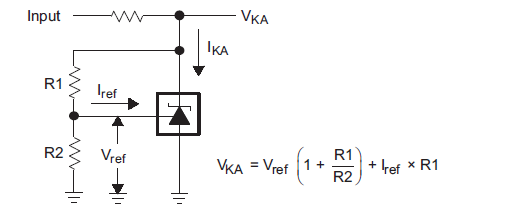 Input
VKA
IKA
R1
Iref
R2
Vref
VKA = Vref (1 + R1/R2) + Iref × R1